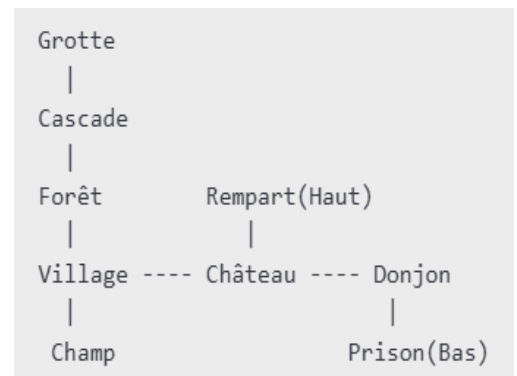 Grotte
|
Cascade
|
Forêt Rempart(Haut)
| |
Village ---- Château ---- Donjon
| |
Champ Prison(Bas)